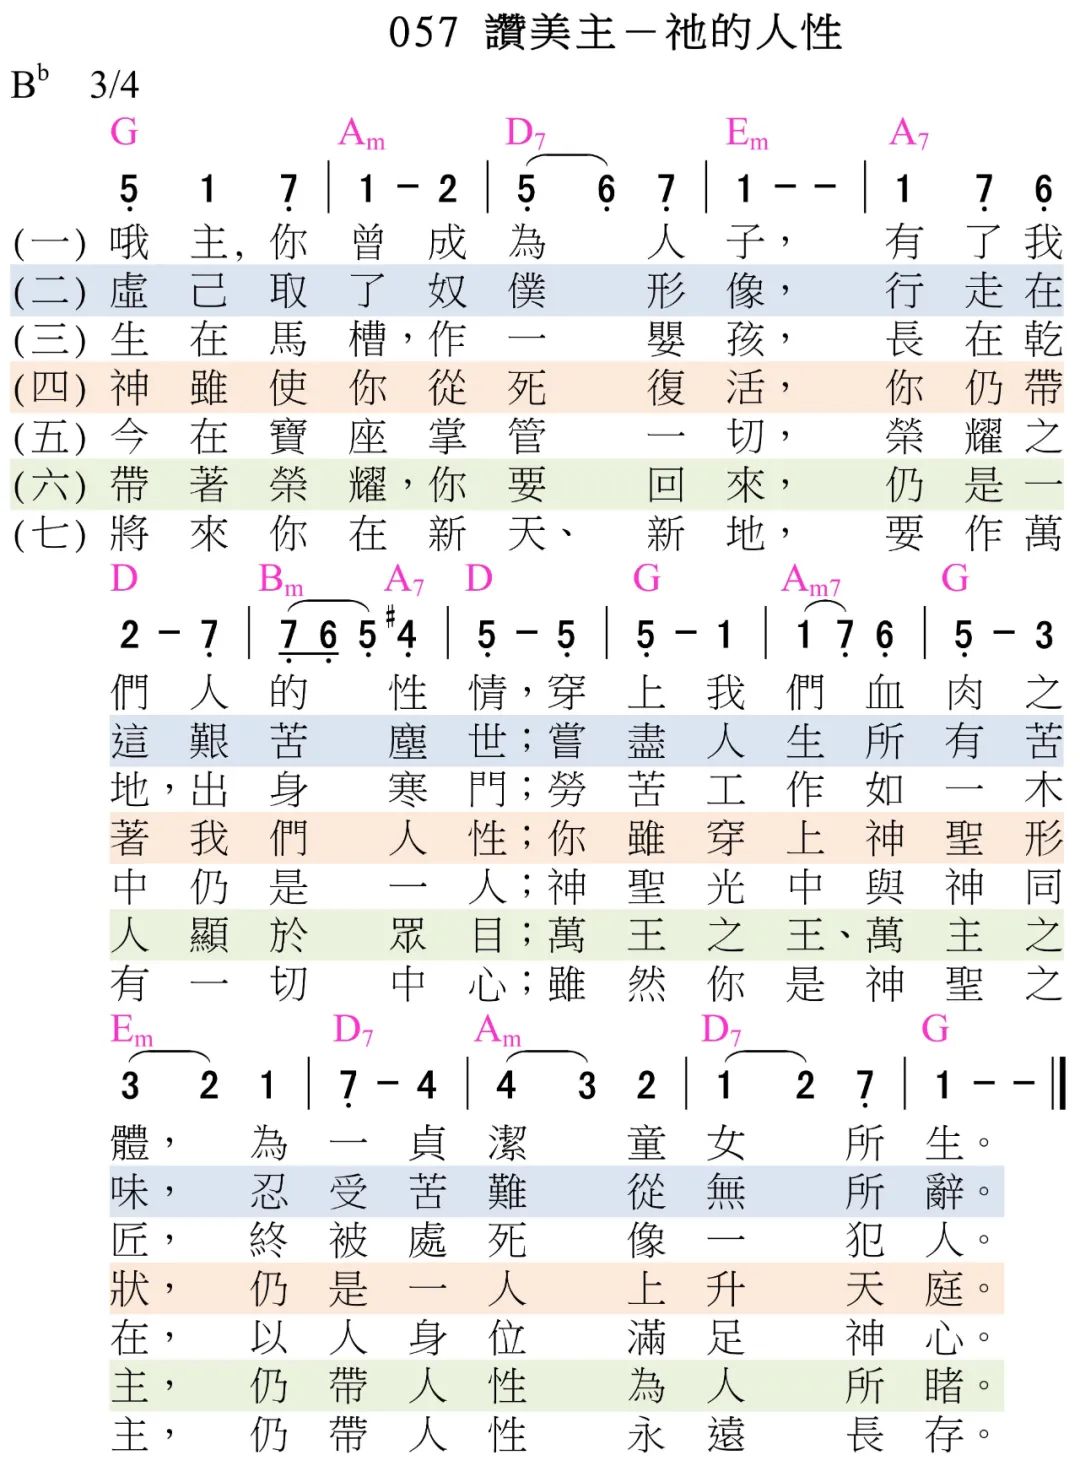 057 讚美主－祂的人性
B♭ 3/4
G Am D7 Em A7
5̣ 1 7̣ | 1 - 2 | 5̣ 6̣ 7̣ | 1 - - | 1 7̣ 6̣
(一) 哦主, 你曾成為人子， 有了我
(二) 虛己取了奴僕形像， 行走在
(三) 生在馬槽，作一嬰孩， 長在乾
(四) 神雖使你從死復活， 你仍帶
(五) 今在寶座掌管一切， 榮耀之
(六) 帶著榮耀，你要回來， 仍是一
(七) 將來你在新天、新地， 要作萬
D Bm A7 D G Am7 G
2 - 7̣ | 7̣ 6̣ 5̣ #4̣ | 5̣ - 5̣ | 5̣ - 1 | 1 7̣ 6̣ | 5̣ - 3
們人的性情，穿上我們血肉之
這艱苦塵世；嘗盡人生所有苦
地，出身寒門；勞苦工作如一木
著我們人性；你雖穿上神聖形
中仍是一人；神聖光中與神同
人顯於眾目；萬王之王、萬主之
有一切中心；雖然你是神聖之
Em D7 Am D7 G
3 2 1 | 7̣ - 4 | 4 3 2 | 1 2 7̣ | 1 - - ‖
體， 為一貞潔童女所生。
味， 忍受苦難從無所辭。
匠， 終被處死像一犯人。
狀， 仍是一人上升天庭。
在， 以人身位滿足神心。
主， 仍帶人性為人所睹。
主， 仍帶人性永遠長存。